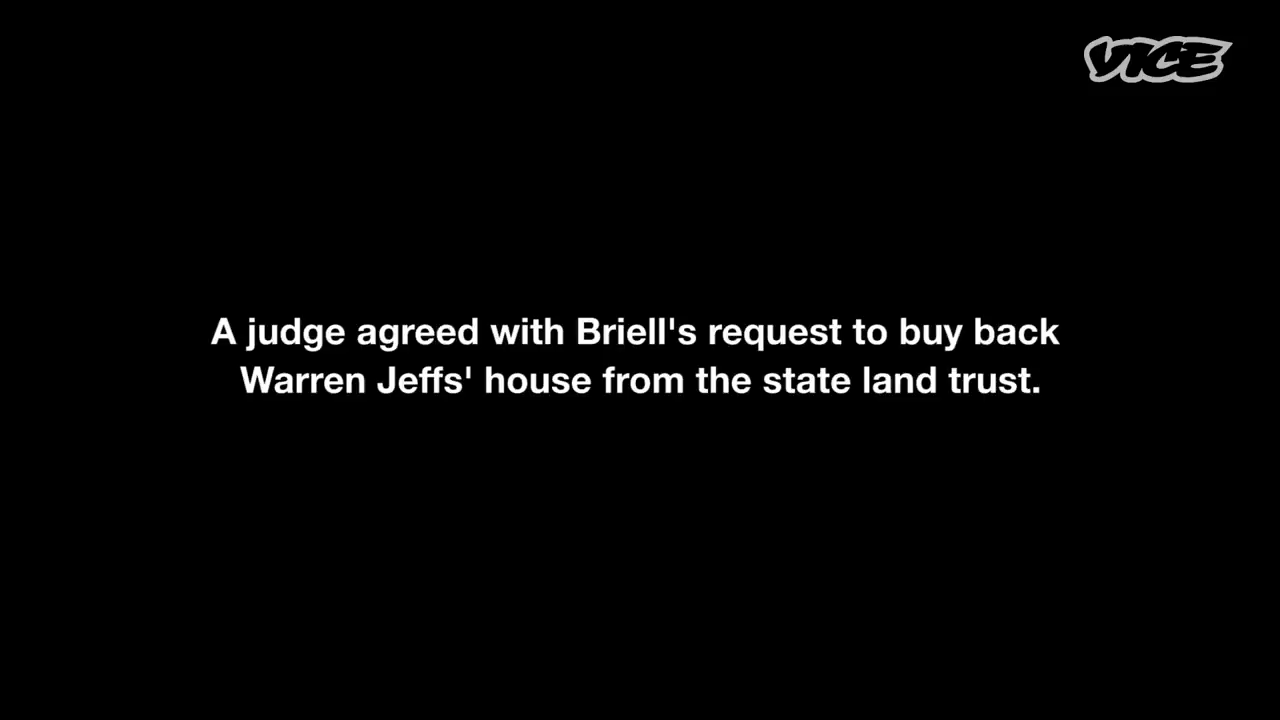 VICE
A judge agreed with Briell's request to buy back
Warren Jeffs' house from the state land trust.